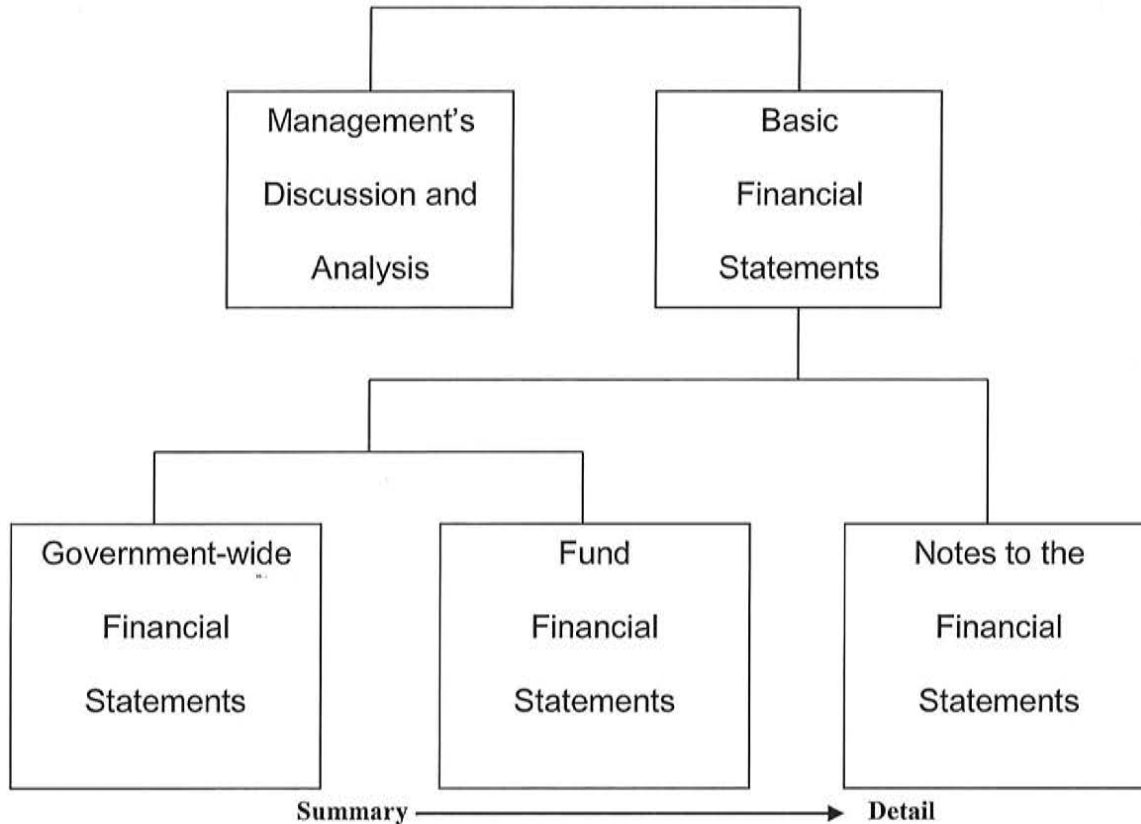 Management's
Discussion and
Analysis
Basic
Financial
Statements
Government-wide
Financial
Statements
Fund
Financial
Statements
Notes to the
Financial
Statements
Summary
Detail